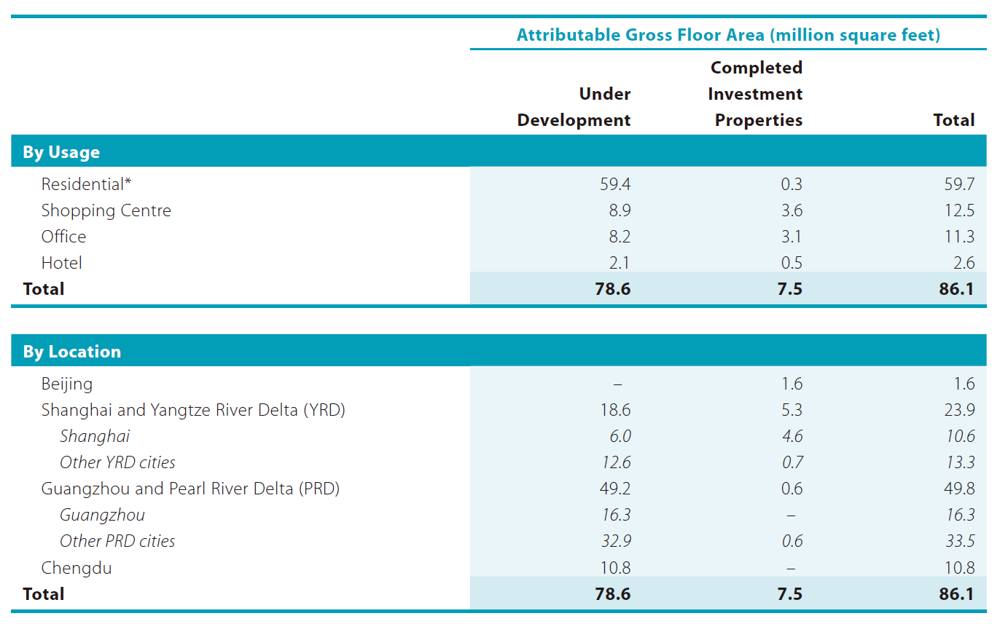 Attributable Gross Floor Area (million square feet)
Completed
Under Investment
Development Properties Total
By Usage
Residential* 59.4 0.3 59.7
Shopping Centre 8.9 3.6 12.5
Office 8.2 3.1 11.3
Hotel 2.1 0.5 2.6
Total 78.6 7.5 86.1
By Location
Beijing – 1.6 1.6
Shanghai and Yangtze River Delta (YRD) 18.6 5.3 23.9
Shanghai 6.0 4.6 10.6
Other YRD cities 12.6 0.7 13.3
Guangzhou and Pearl River Delta (PRD) 49.2 0.6 49.8
Guangzhou 16.3 – 16.3
Other PRD cities 32.9 0.6 33.5
Chengdu 10.8 – 10.8
Total 78.6 7.5 86.1